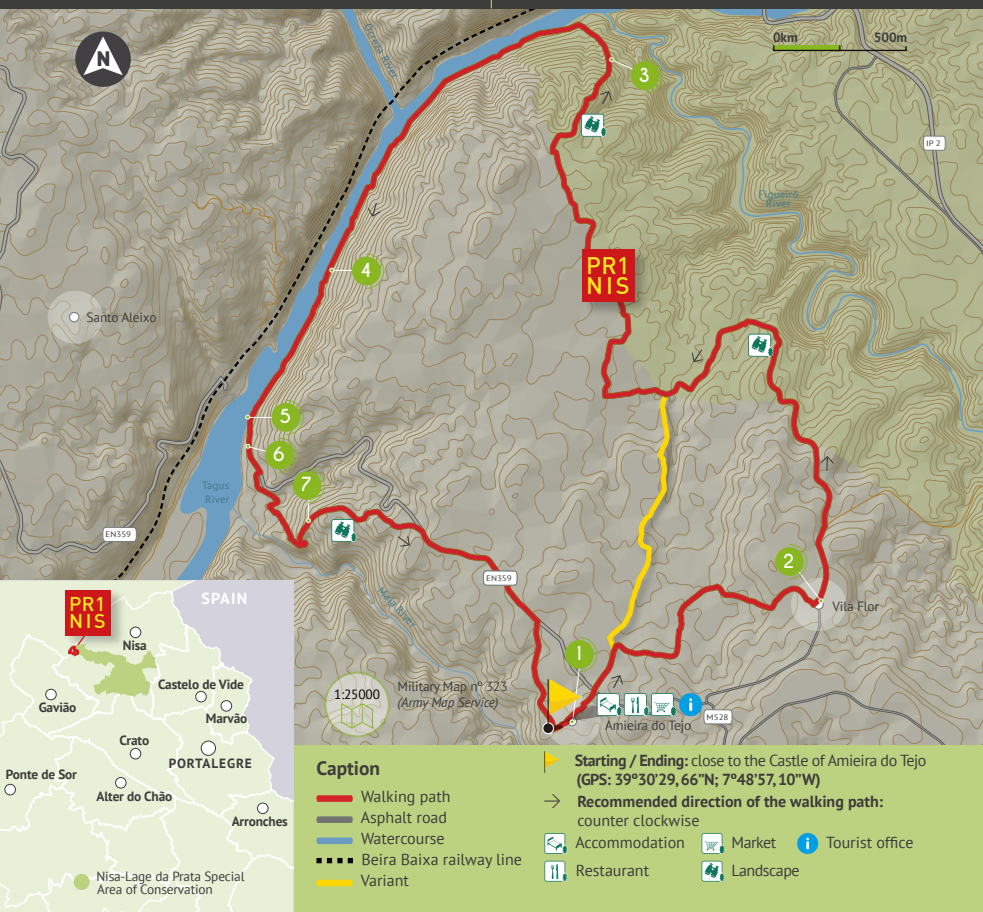 N
Ocreza River
0km
500m
3
IP 2
Figueiró
River
PR1
NIS
4
Santo Aleixo
5
6
7
Tagus
River
EN359
2
EN359
Vila Flor
Maia River
1
1:25000
Military Map nº 323
(Army Map Service)
i
M528
Amieira do Tejo
PR1
NIS
SPAIN
Nisa
Castelo de Vide
Gavião
Marvão
Crato
PORTALEGRE
Ponte de Sor
Alter do Chão
Arronches
Nisa-Lage da Prata Special
Area of Conservation
Caption
Walking path
Asphalt road
Watercourse
Beira Baixa railway line
Variant
Starting / Ending: close to the Castle of Amieira do Tejo
(GPS: 39º30’29,66’’N; 7º48’57,10’’W)
Recommended direction of the walking path:
counter clockwise
Accommodation
Market
i
Tourist office
Restaurant
Landscape